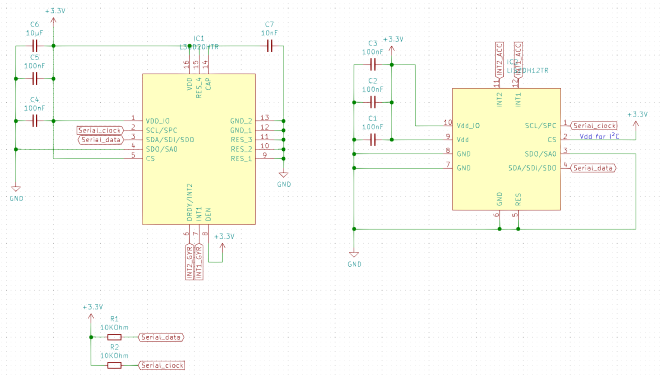 C6
10µF
+3.3V
IC1
C7
10nF
C5
100nF
C4
100nF
16
15
14
VDD
RES_4
CAP
1
VDD_IO
GND_2
13
Serial_clock
2
SCL/SPC
GND_1
12
Serial_data
3
SDA/SDI/SDO
RES_3
11
4
SDO/SA0
RES_2
10
5
CS
RES_1
9
DRDY/INT2
INT1
DEN
6
7
8
INT2_GYR
INT1_GYR
+3.3V
GND
GND
C3
100nF
+3.3V
C2
100nF
C1
100nF
INT2_ACC
INT1_ACC
11
12
INT2
INT1
10
Vdd_IO
SCL/SPC
1
Serial_clock
+3.3V
9
Vdd
CS
2
Vdd for I²C
8
GND
SDO/SA0
3
7
GND
SDA/SDI/SDO
4
Serial_data
GND
RES
6
5
GND
+3.3V
R1
10KOhm
Serial_data
R2
10KOhm
Serial_clock